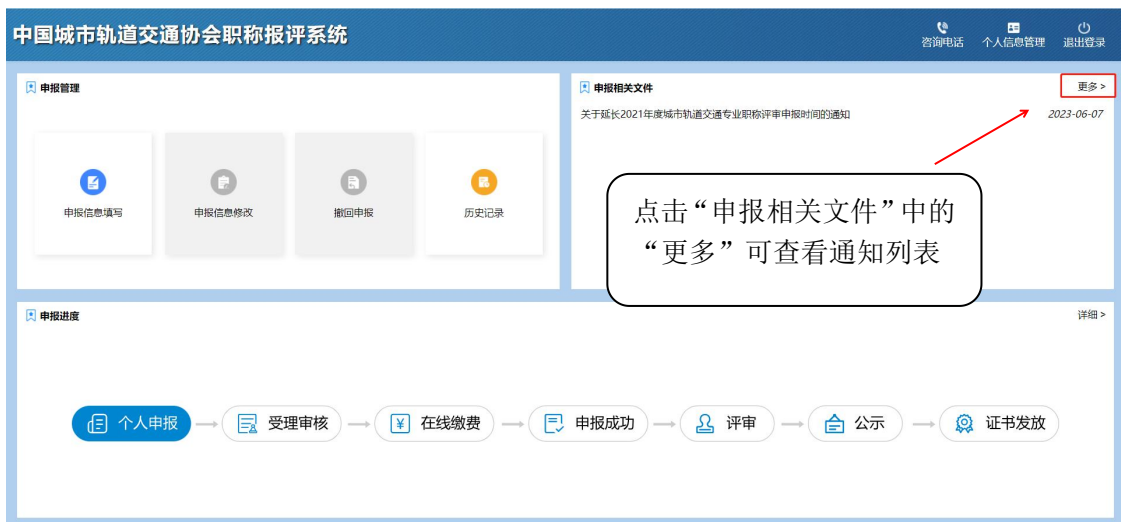 中国城市轨道交通协会职称报评系统
咨询电话
个人信息管理
退出登录
申报管理
申报信息填写
申报信息修改
撤回申报
历史记录
申报相关文件
更多 >
关于延长2021年度城市轨道交通专业职称评审申报时间的通知
2023-06-07
点击“申报相关文件”中的
“更多”可查看通知列表
申报进度
详细 >
个人申报
受理审核
在线缴费
申报成功
评审
公示
证书发放